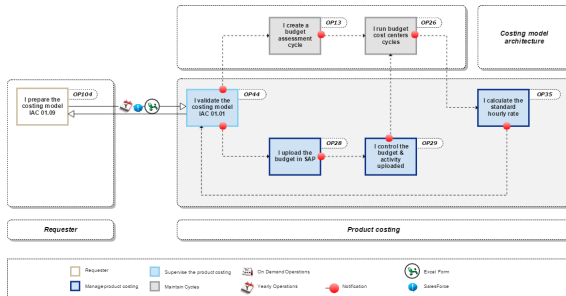 I create a
budget
assessment
cycle
OP13
I run budget
cost centers
cycles
OP26
Costing model
architecture
I prepare the
costing model
IAC 01.09
OP104
I validate the
costing model
IAC 01.01
OP44
I calculate the
standard
hourly rate
OP35
I upload the
budget in SAP
OP28
I control the
budget &
activity
uploaded
OP29
Requester
Product costing
Requester
Supervise the product costing
On Demand Operations
Excel Form
Manage product costing
Maintain Cycles
Yearly Operations
Notification
SalesForce